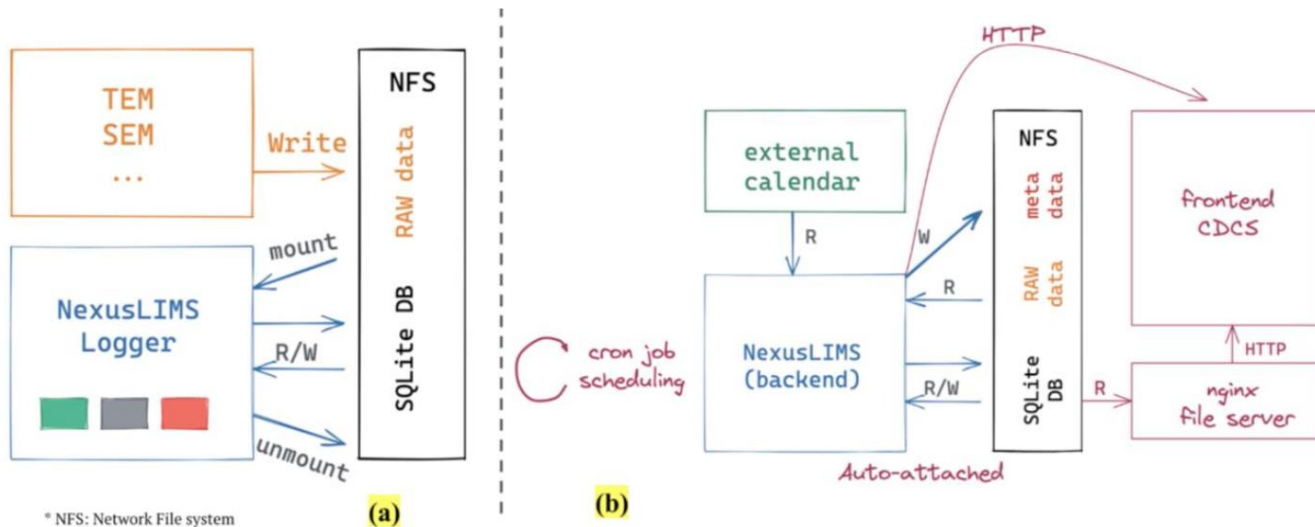 TEM
SEM
...
Write
NFS
RAW data
SQLite DB
mount
NexusLIMS
Logger
R/W
unmount
* NFS: Network File system
(a)
HTTP
external
calendar
R
W
NFS
meta
data
R
RAW
data
frontend
CDCS
cron job
scheduling
NexusLIMS
(backend)
R/W
SQLite
DB
R
HTTP
nginx
file server
Auto-attached
(b)